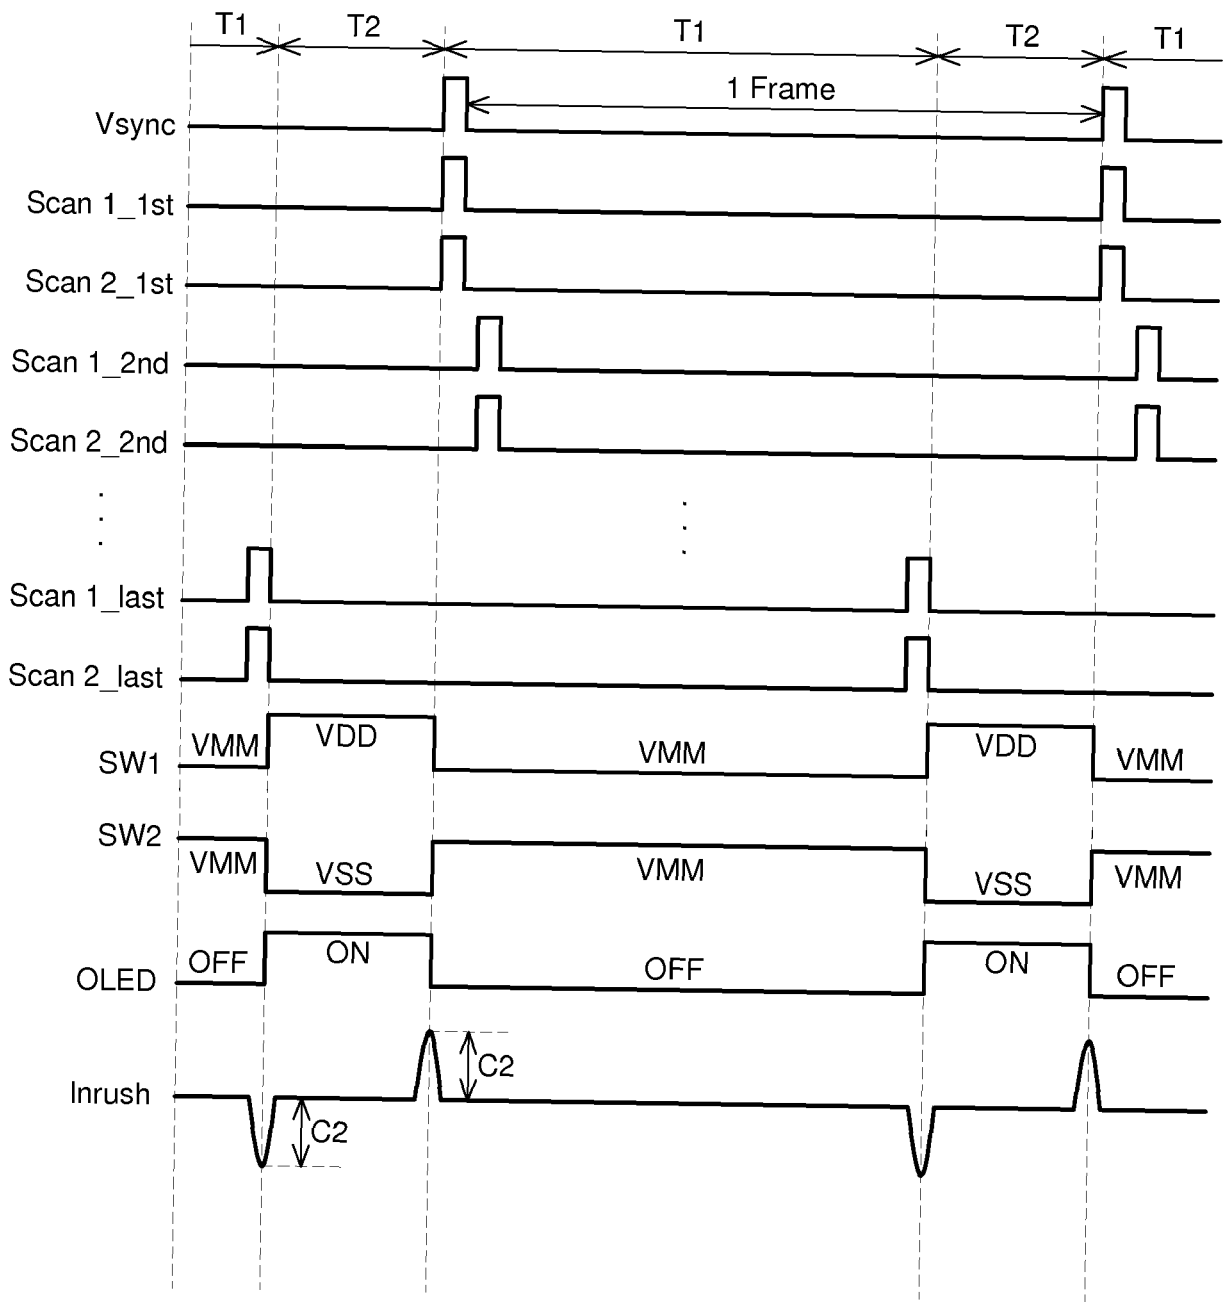 T1 T2 T1 T2 T1
1 Frame
Vsync
Scan 1_1st
Scan 2_1st
Scan 1_2nd
Scan 2_2nd
Scan 1_last
Scan 2_last
SW1 VMM VDD VMM VDD VMM
SW2 VMM VSS VMM VSS VMM
OLED OFF ON OFF ON OFF
Inrush C2 C2